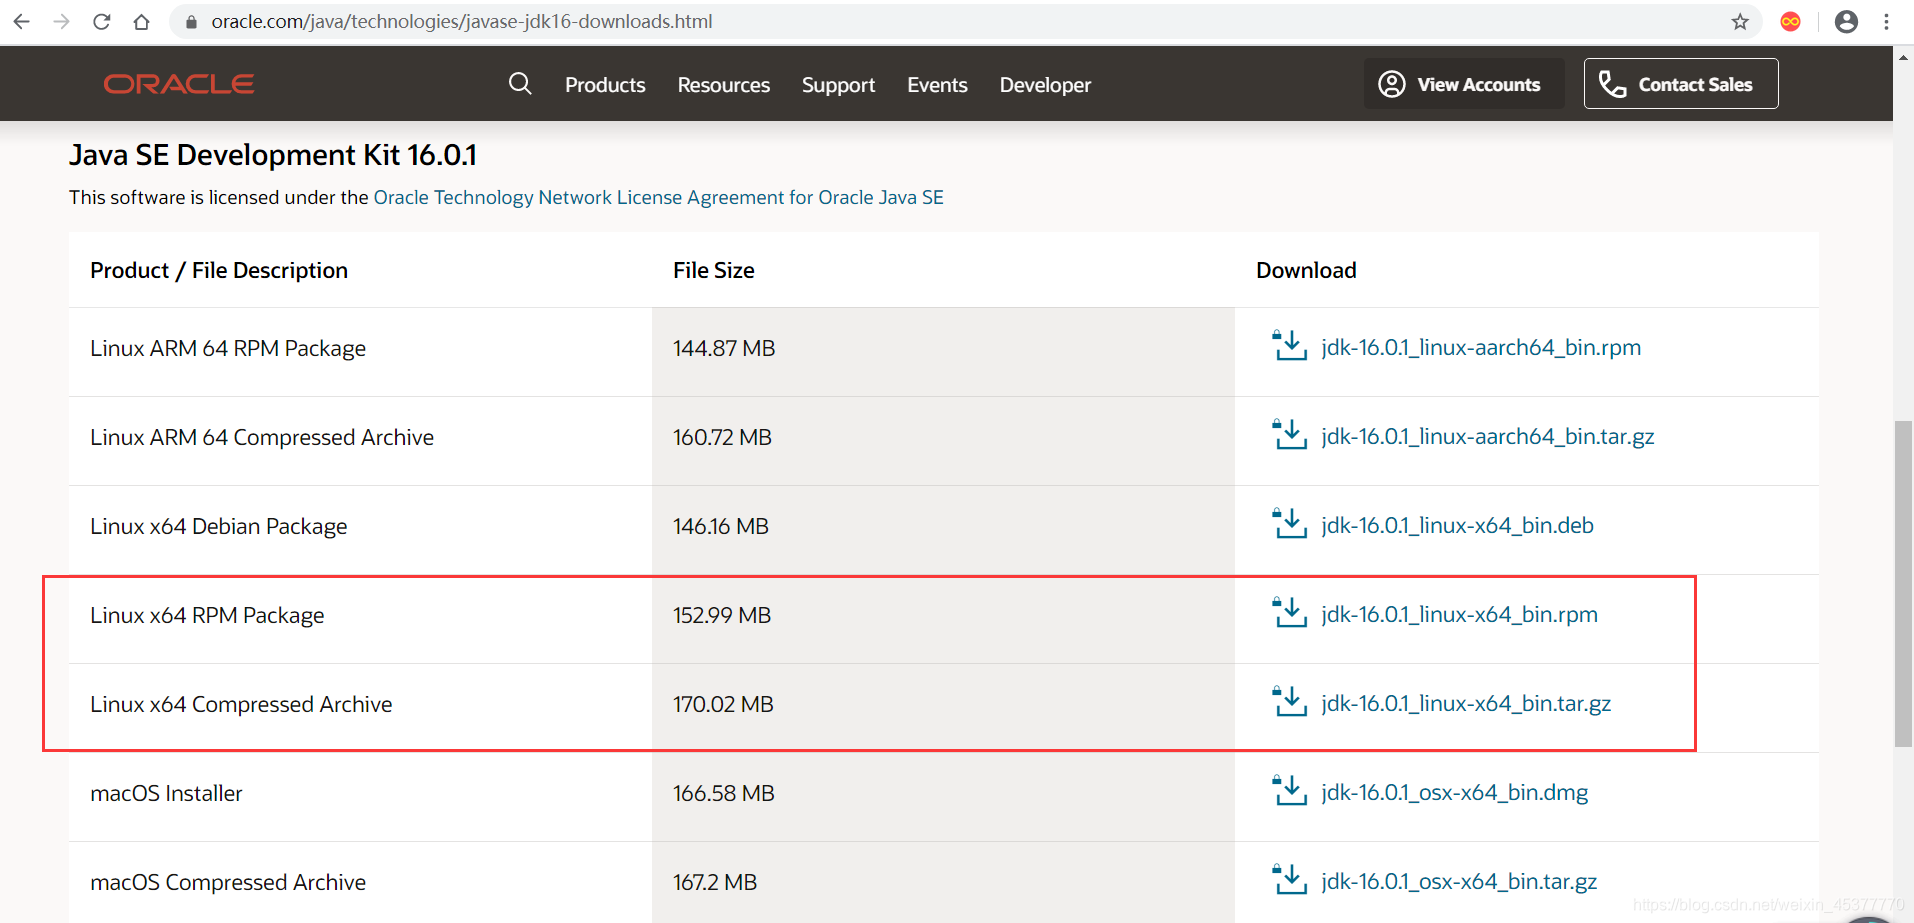 oracle.com/java/technologies/javase-jdk16-downloads.html
ORACLE Products Resources Support Events Developer View Accounts Contact Sales
Java SE Development Kit 16.0.1
This software is licensed under the Oracle Technology Network License Agreement for Oracle Java SE
Product / File Description File Size Download
Linux ARM 64 RPM Package 144.87 MB jdk-16.0.1_linux-aarch64_bin.rpm
Linux ARM 64 Compressed Archive 160.72 MB jdk-16.0.1_linux-aarch64_bin.tar.gz
Linux x64 Debian Package 146.16 MB jdk-16.0.1_linux-x64_bin.deb
Linux x64 RPM Package 152.99 MB jdk-16.0.1_linux-x64_bin.rpm
Linux x64 Compressed Archive 170.02 MB jdk-16.0.1_linux-x64_bin.tar.gz
macOS Installer 166.58 MB jdk-16.0.1_osx-x64_bin.dmg
macOS Compressed Archive 167.2 MB jdk-16.0.1_osx-x64_bin.tar.gz
https://blog.csdn.net/weixin_45377770